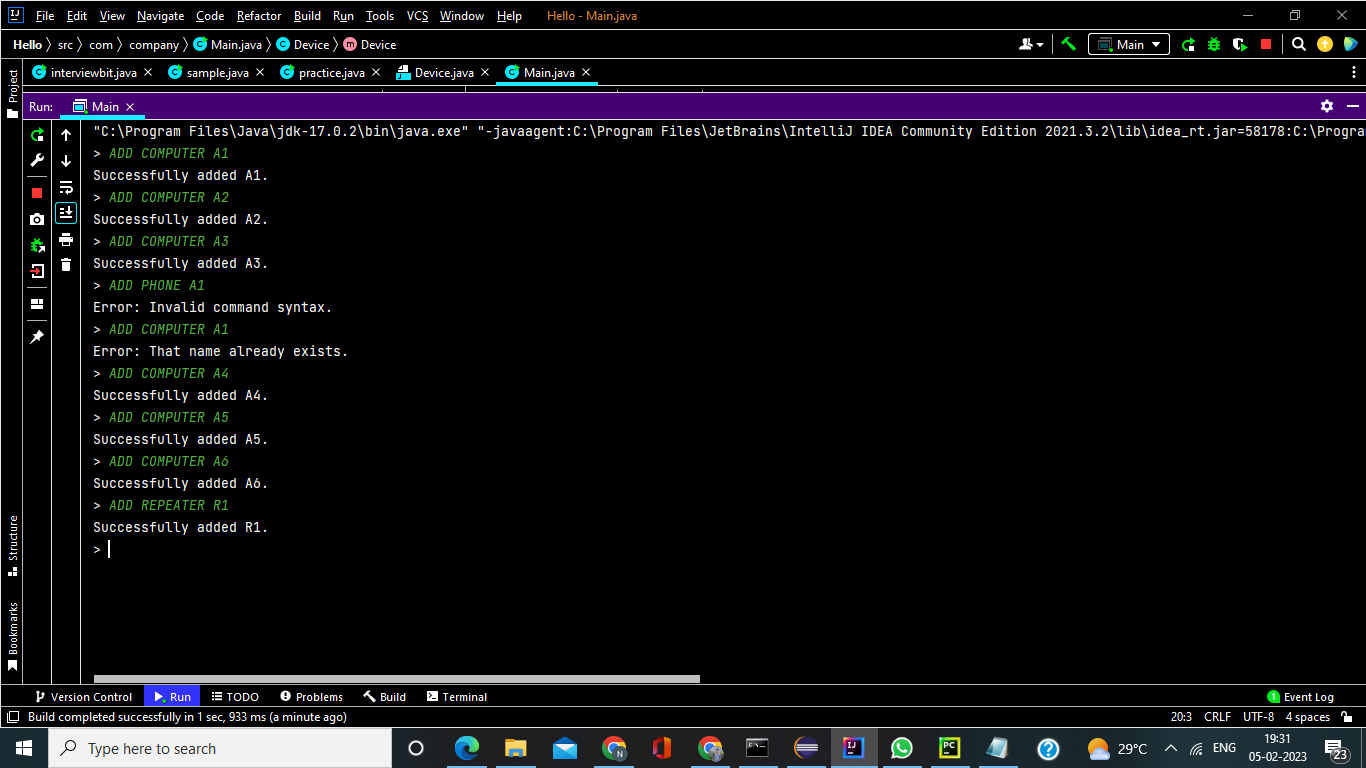 File Edit View Navigate Code Refactor Build Run Tools VCS Window Help Hello - Main.java
Hello src com company Main.java Device Device Main
interviewbit.java sample.java practice.java Device.java Main.java
Project
Run: Main
"C:\Program Files\Java\jdk-17.0.2\bin\java.exe" "-javaagent:C:\Program Files\JetBrains\IntelliJ IDEA Community Edition 2021.3.2\lib\idea_rt.jar=58178:C:\Progra
> ADD COMPUTER A1
Successfully added A1.
> ADD COMPUTER A2
Successfully added A2.
> ADD COMPUTER A3
Successfully added A3.
> ADD PHONE A1
Error: Invalid command syntax.
> ADD COMPUTER A1
Error: That name already exists.
> ADD COMPUTER A4
Successfully added A4.
> ADD COMPUTER A5
Successfully added A5.
> ADD COMPUTER A6
Successfully added A6.
> ADD REPEATER R1
Successfully added R1.
>
Structure
Bookmarks
Version Control Run TODO Problems Build Terminal 1 Event Log
Build completed successfully in 1 sec, 933 ms (a minute ago) 20:3 CRLF UTF-8 4 spaces
Type here to search N IJ PC 29°C ENG 19:31
05-02-2023 23